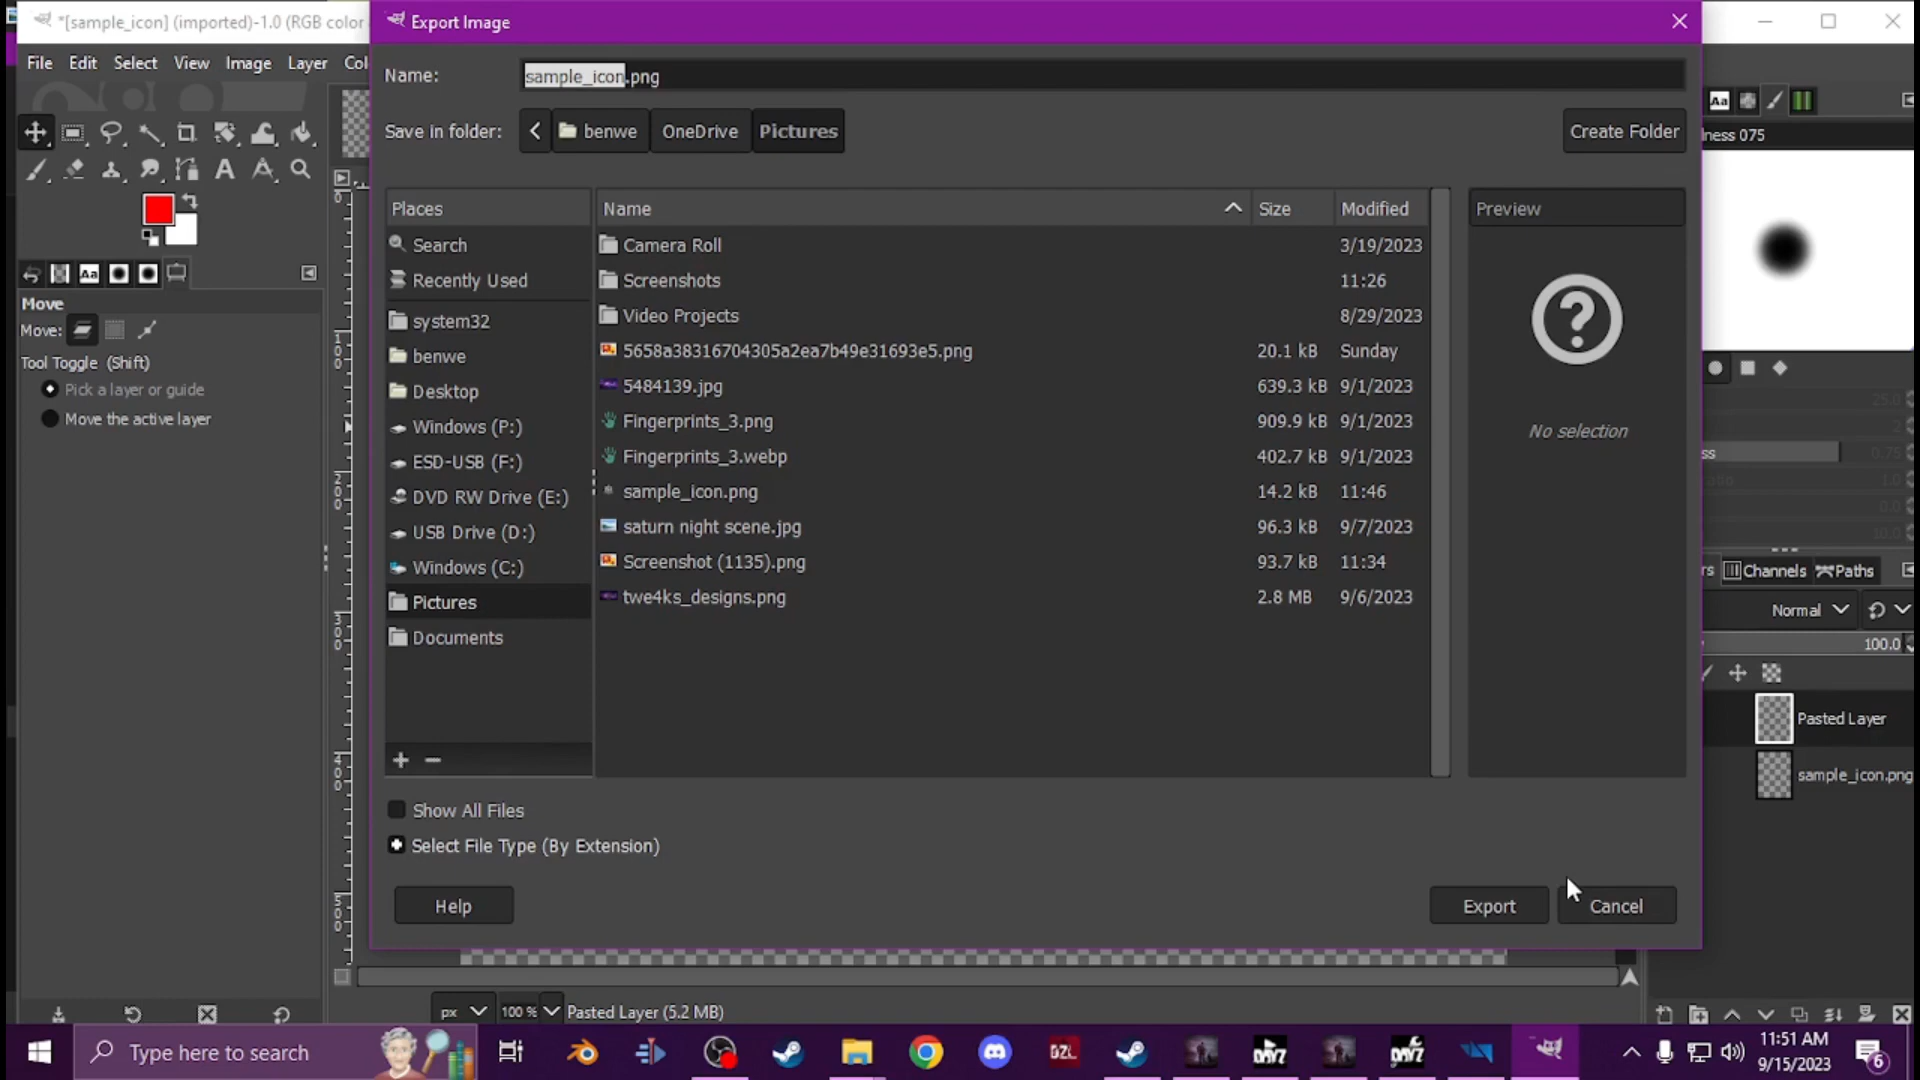 *[sample_icon] (imported)-1.0 (RGB color
Export Image
File Edit Select View Image Layer Col
Name: sample_icon.png
Save in folder: benwe OneDrive Pictures Create Folder
ness 075
Places
Search
Recently Used
system32
benwe
Desktop
Windows (P:)
ESD-USB (F:)
DVD RW Drive (E:)
USB Drive (D:)
Windows (C:)
Pictures
Documents
Name Size Modified
Camera Roll 3/19/2023
Screenshots 11:26
Video Projects 8/29/2023
5658a38316704305a2ea7b49e31693e5.png 20.1 kB Sunday
5484139.jpg 639.3 kB 9/1/2023
Fingerprints_3.png 909.9 kB 9/1/2023
Fingerprints_3.webp 402.7 kB 9/1/2023
sample_icon.png 14.2 kB 11:46
saturn night scene.jpg 96.3 kB 9/7/2023
Screenshot (1135).png 93.7 kB 11:34
twe4ks_designs.png 2.8 MB 9/6/2023
Preview
No selection
Move
Move:
Tool Toggle (Shift)
Pick a layer or guide
Move the active layer
Show All Files
Select File Type (By Extension)
Help Export Cancel
Channels Paths
Normal
100.0
Pasted Layer
sample_icon.png
px 100 % Pasted Layer (5.2 MB)
Type here to search
DZL
DAYZ
DAYZ
11:51 AM
9/15/2023
6